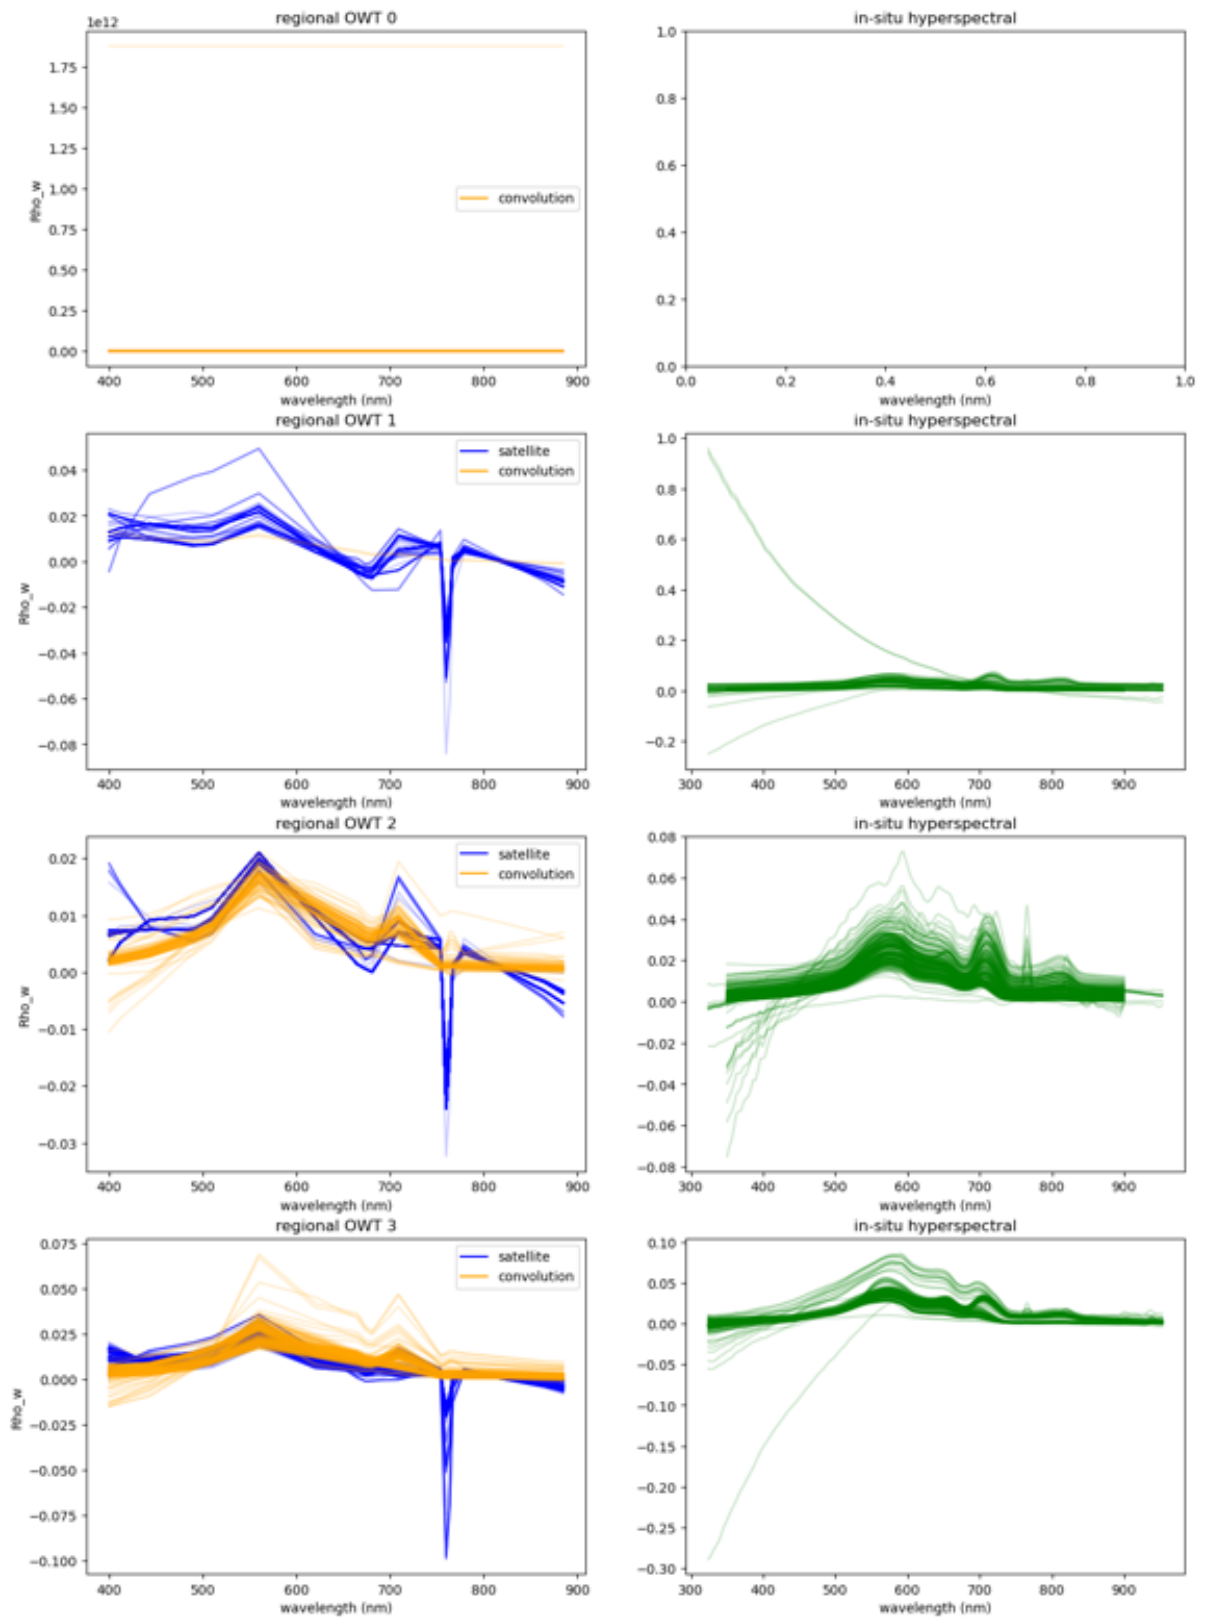 regional OWT 0
1e12
1.75
1.50
1.25
1.00
0.75
0.50
0.25
0.00
Rho_w
convolution
400 500 600 700 800 900
wavelength (nm)
in-situ hyperspectral
1.0
0.8
0.6
0.4
0.2
0.0
0.0 0.2 0.4 0.6 0.8 1.0
wavelength (nm)
regional OWT 1
0.04
0.02
0.00
−0.02
−0.04
−0.06
−0.08
Rho_w
satellite
convolution
400 500 600 700 800 900
wavelength (nm)
in-situ hyperspectral
1.0
0.8
0.6
0.4
0.2
0.0
−0.2
300 400 500 600 700 800 900
wavelength (nm)
regional OWT 2
0.02
0.01
0.00
−0.01
−0.02
−0.03
Rho_w
satellite
convolution
400 500 600 700 800 900
wavelength (nm)
in-situ hyperspectral
0.08
0.06
0.04
0.02
0.00
−0.02
−0.04
−0.06
−0.08
300 400 500 600 700 800 900
wavelength (nm)
regional OWT 3
0.075
0.050
0.025
0.000
−0.025
−0.050
−0.075
−0.100
Rho_w
satellite
convolution
400 500 600 700 800 900
wavelength (nm)
in-situ hyperspectral
0.10
0.05
0.00
−0.05
−0.10
−0.15
−0.20
−0.25
−0.30
300 400 500 600 700 800 900
wavelength (nm)